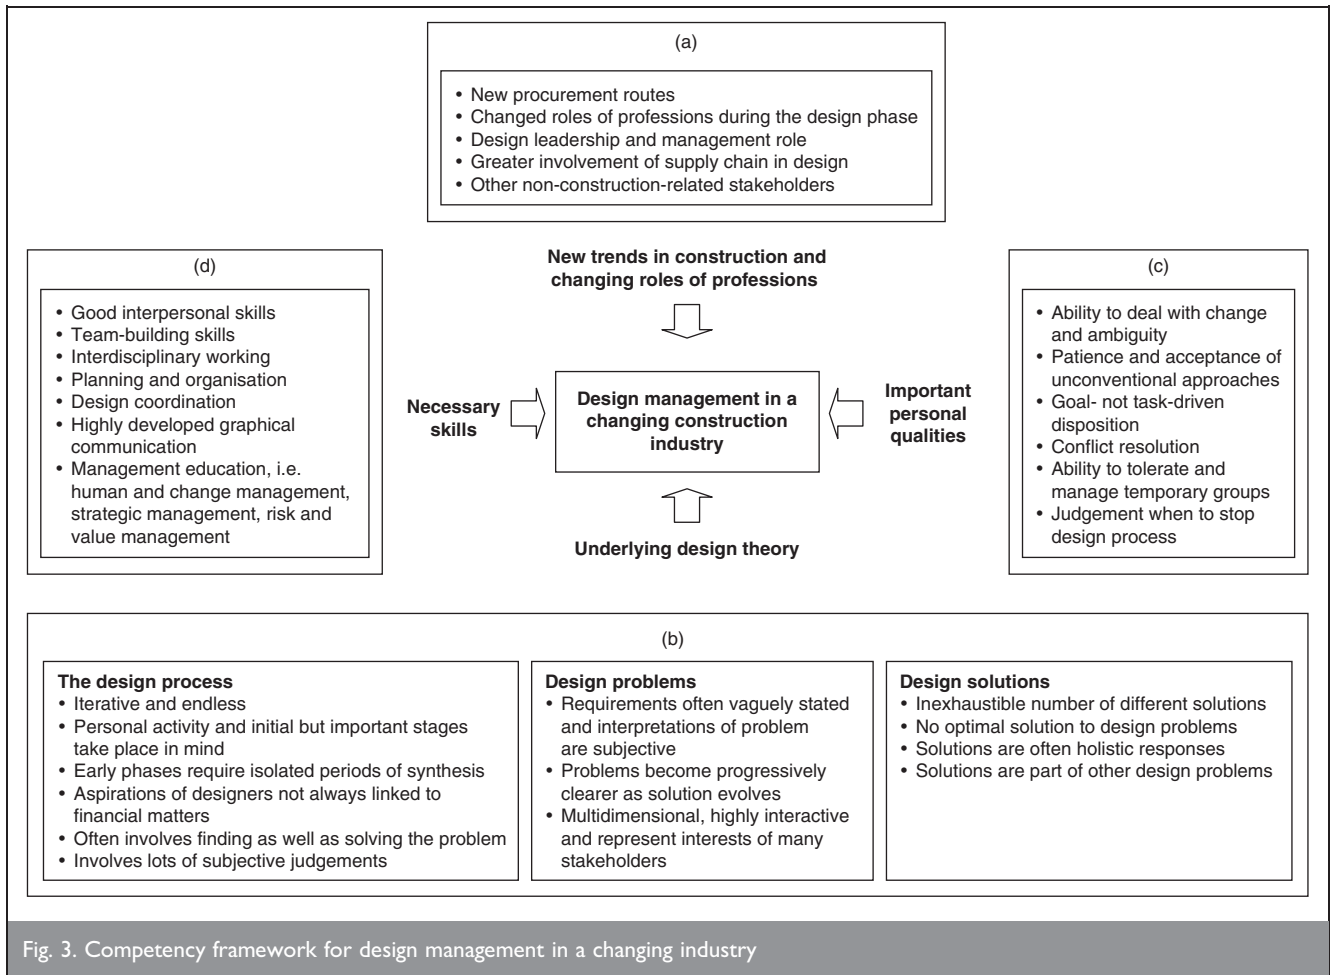 (a)
• New procurement routes
• Changed roles of professions during the design phase
• Design leadership and management role
• Greater involvement of supply chain in design
• Other non-construction-related stakeholders
New trends in construction and
changing roles of professions
(d)
• Good interpersonal skills
• Team-building skills
• Interdisciplinary working
• Planning and organisation
• Design coordination
• Highly developed graphical
communication
• Management education, i.e.
human and change management,
strategic management, risk and
value management
Necessary
skills
Design management in a
changing construction
industry
Important
personal
qualities
(c)
• Ability to deal with change
and ambiguity
• Patience and acceptance of
unconventional approaches
• Goal- not task-driven
disposition
• Conflict resolution
• Ability to tolerate and
manage temporary groups
• Judgement when to stop
design process
Underlying design theory
(b)
The design process
• Iterative and endless
• Personal activity and initial but important stages
take place in mind
• Early phases require isolated periods of synthesis
• Aspirations of designers not always linked to
financial matters
• Often involves finding as well as solving the problem
• Involves lots of subjective judgements
Design problems
• Requirements often vaguely stated
and interpretations of problem
are subjective
• Problems become progressively
clearer as solution evolves
• Multidimensional, highly interactive
and represent interests of many
stakeholders
Design solutions
• Inexhaustible number of different solutions
• No optimal solution to design problems
• Solutions are often holistic responses
• Solutions are part of other design problems
Fig. 3. Competency framework for design management in a changing industry